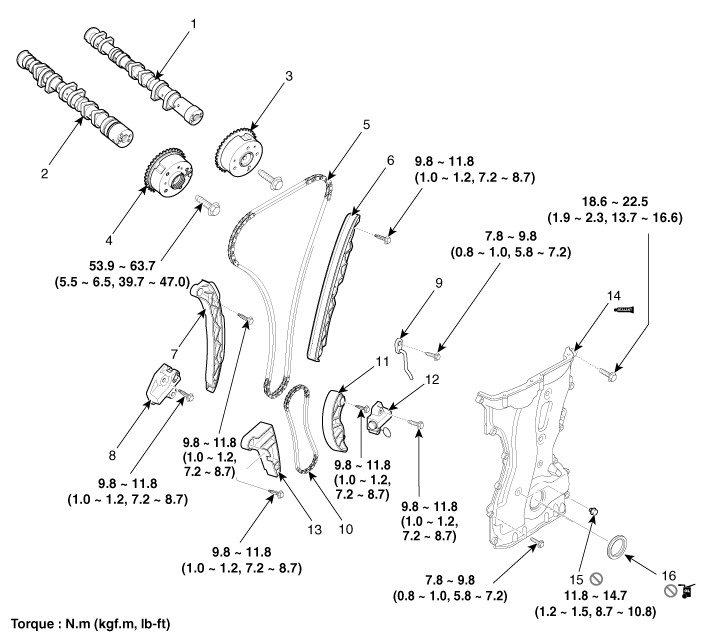 1
2
3
4
5
6
9.8 ~ 11.8
(1.0 ~ 1.2, 7.2 ~ 8.7)
18.6 ~ 22.5
(1.9 ~ 2.3, 13.7 ~ 16.6)
7.8 ~ 9.8
(0.8 ~ 1.0, 5.8 ~ 7.2)
53.9 ~ 63.7
(5.5 ~ 6.5, 39.7 ~ 47.0)
9
14
7
11
12
8
9.8 ~ 11.8
(1.0 ~ 1.2,
7.2 ~ 8.7)
9.8 ~ 11.8
(1.0 ~ 1.2, 7.2 ~ 8.7)
9.8 ~ 11.8
(1.0 ~ 1.2,
7.2 ~ 8.7)
9.8 ~ 11.8
(1.0 ~ 1.2,
7.2 ~ 8.7)
13
10
9.8 ~ 11.8
(1.0 ~ 1.2, 7.2 ~ 8.7)
7.8 ~ 9.8
(0.8 ~ 1.0, 5.8 ~ 7.2)
15
16
11.8 ~ 14.7
(1.2 ~ 1.5, 8.7 ~ 10.8)
Torque : N.m (kgf.m, lb-ft)